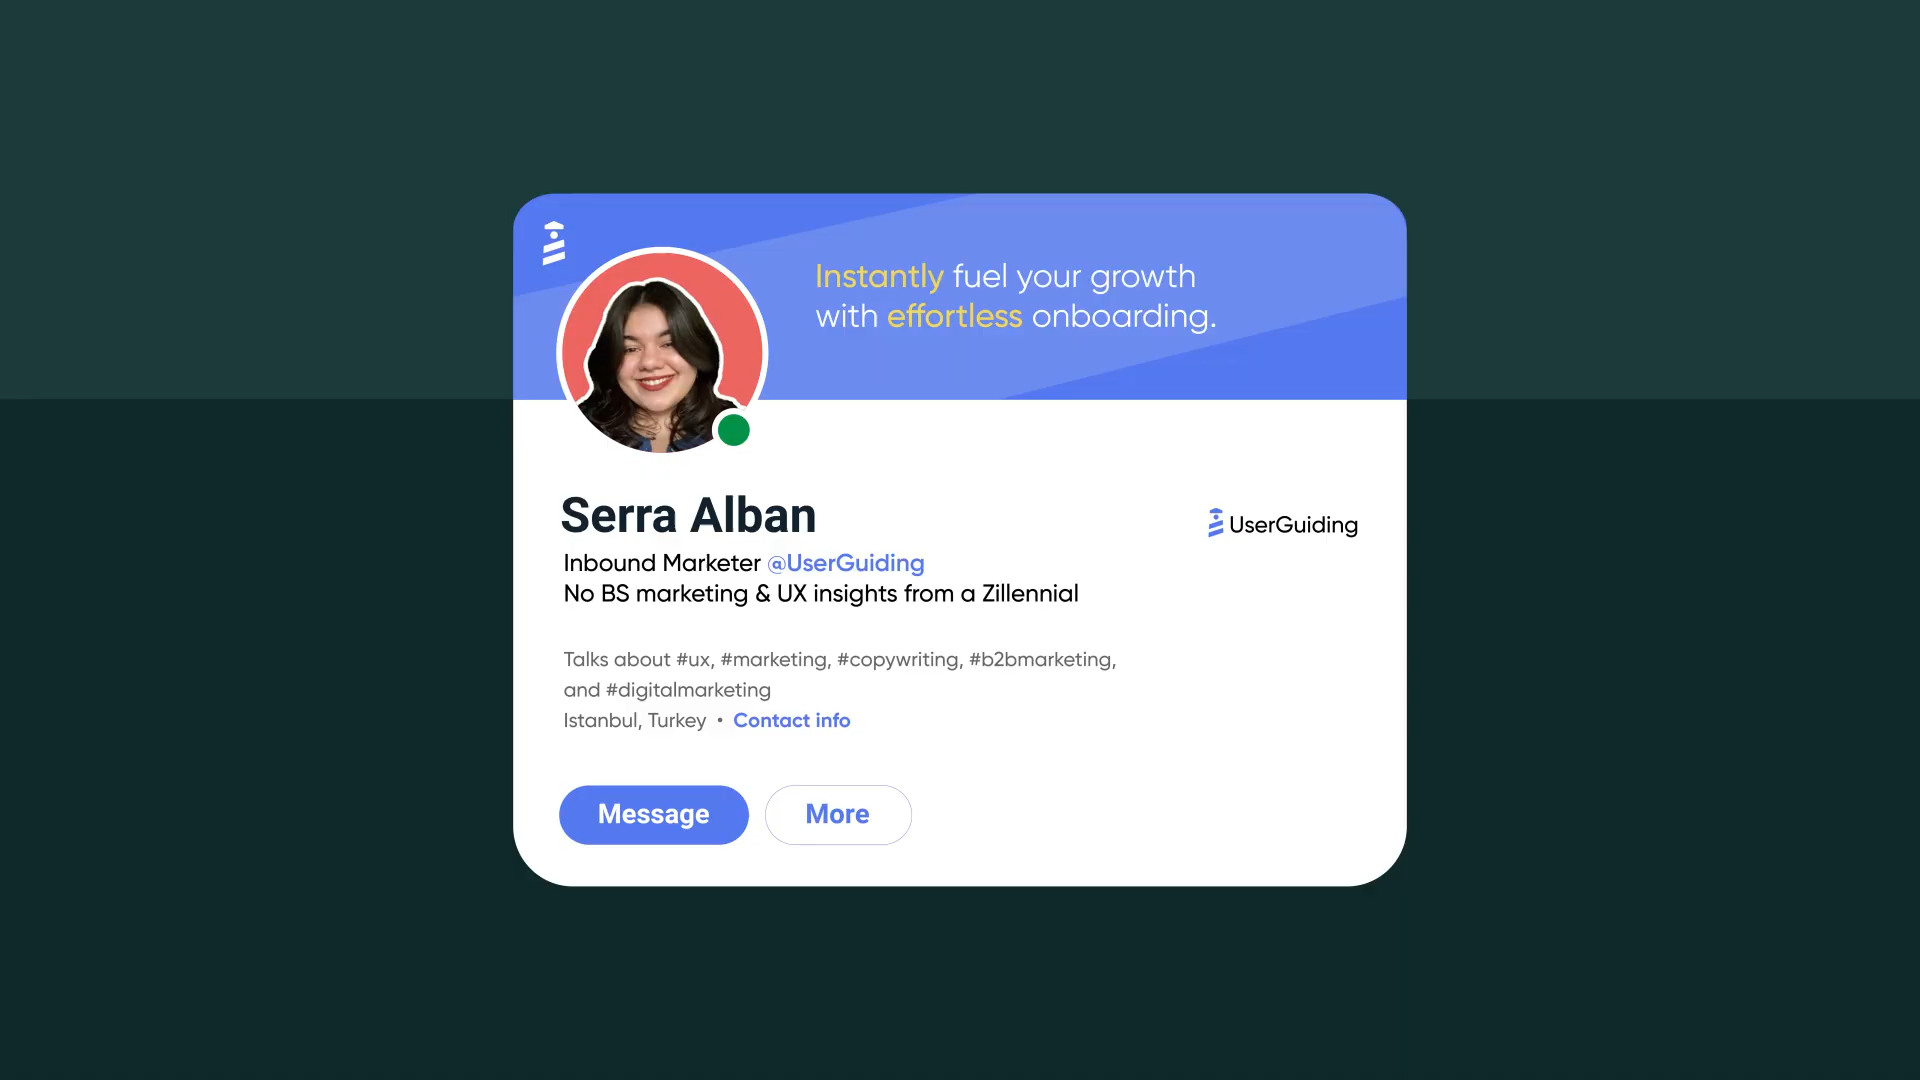 Instantly fuel your growth
with effortless onboarding.
Serra Alban
UserGuiding
Inbound Marketer @UserGuiding
No BS marketing & UX insights from a Zillennial
Talks about #ux, #marketing, #copywriting, #b2bmarketing,
and #digitalmarketing
Istanbul, Turkey • Contact info
Message
More